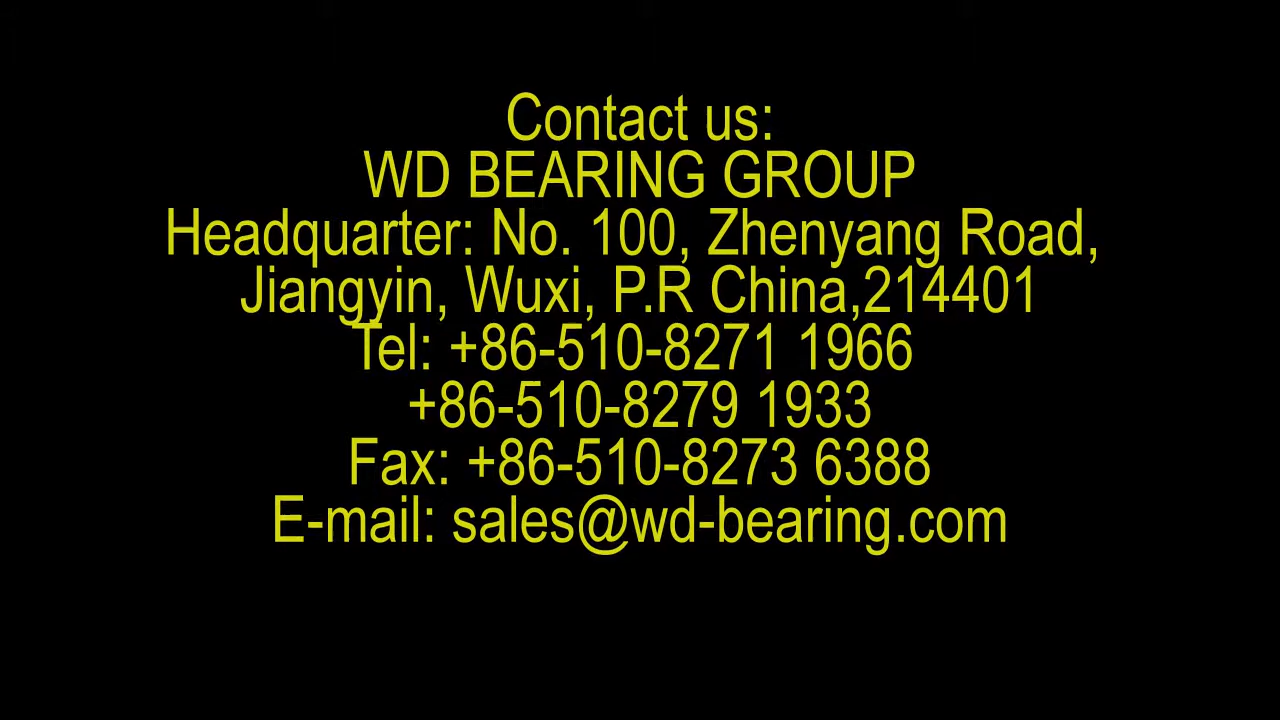 Contact us:
WD BEARING GROUP
Headquarter: No. 100, Zhenyang Road,
Jiangyin, Wuxi, P.R China,214401
Tel: +86-510-8271 1966
+86-510-8279 1933
Fax: +86-510-8273 6388
E-mail: sales@wd-bearing.com